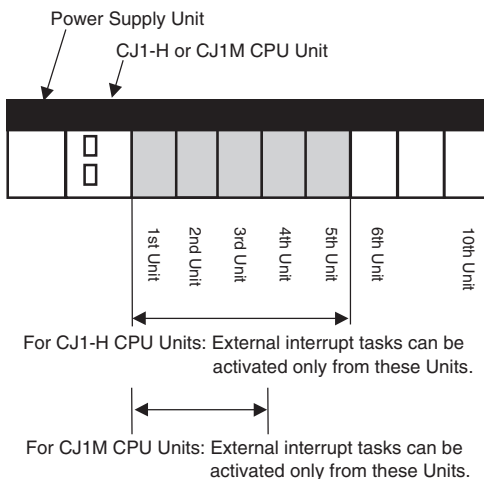 Power Supply Unit
CJ1-H or CJ1M CPU Unit
1st Unit
2nd Unit
3rd Unit
4th Unit
5th Unit
6th Unit
10th Unit
For CJ1-H CPU Units: External interrupt tasks can be
activated only from these Units.
For CJ1M CPU Units: External interrupt tasks can be
activated only from these Units.